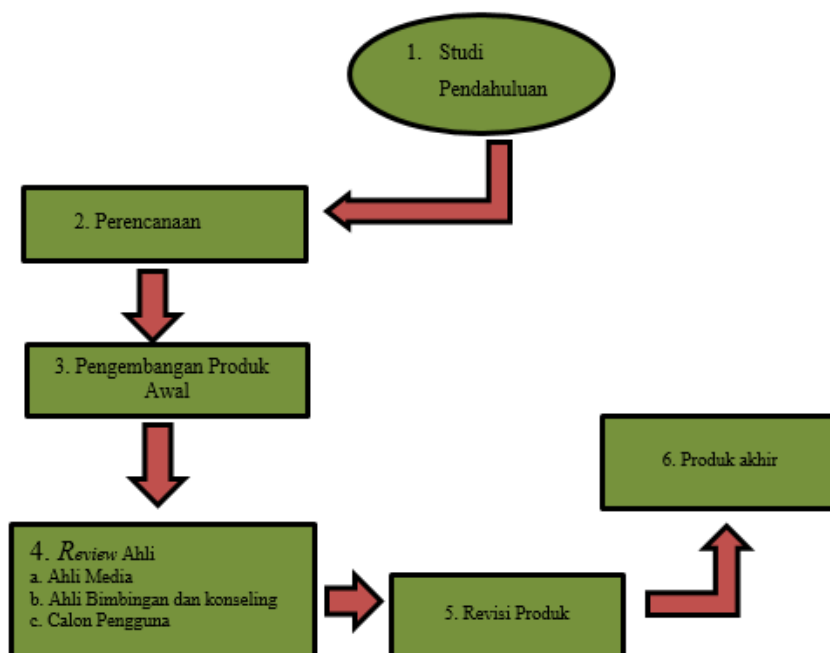 1. Studi
Pendahuluan
2. Perencanaan
3. Pengembangan Produk
Awal
4. Review Ahli
a. Ahli Media
b. Ahli Bimbingan dan konseling
c. Calon Pengguna
5. Revisi Produk
6. Produk akhir